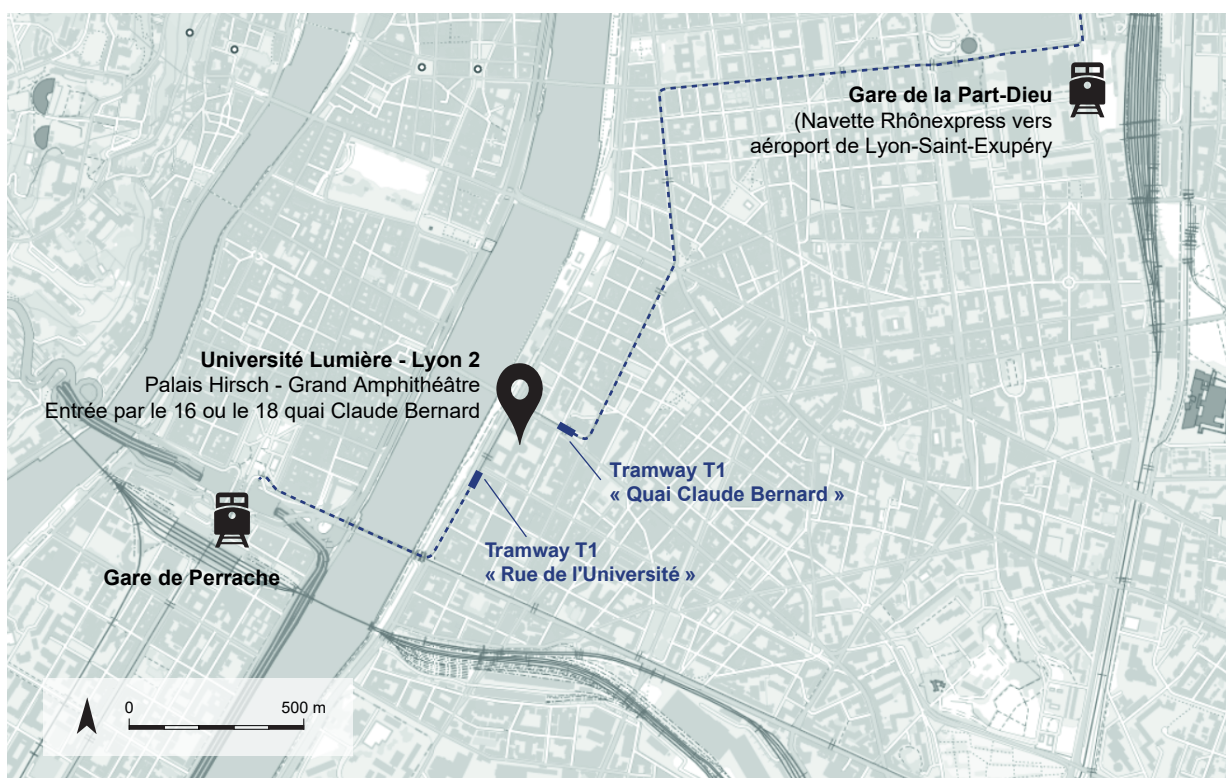 Gare de la Part-Dieu
(Navette Rhônexpress vers
aéroport de Lyon-Saint-Exupéry
Université Lumière - Lyon 2
Palais Hirsch - Grand Amphithéâtre
Entrée par le 16 ou le 18 quai Claude Bernard
Tramway T1
« Quai Claude Bernard »
Tramway T1
« Rue de l'Université »
Gare de Perrache
0 500 m